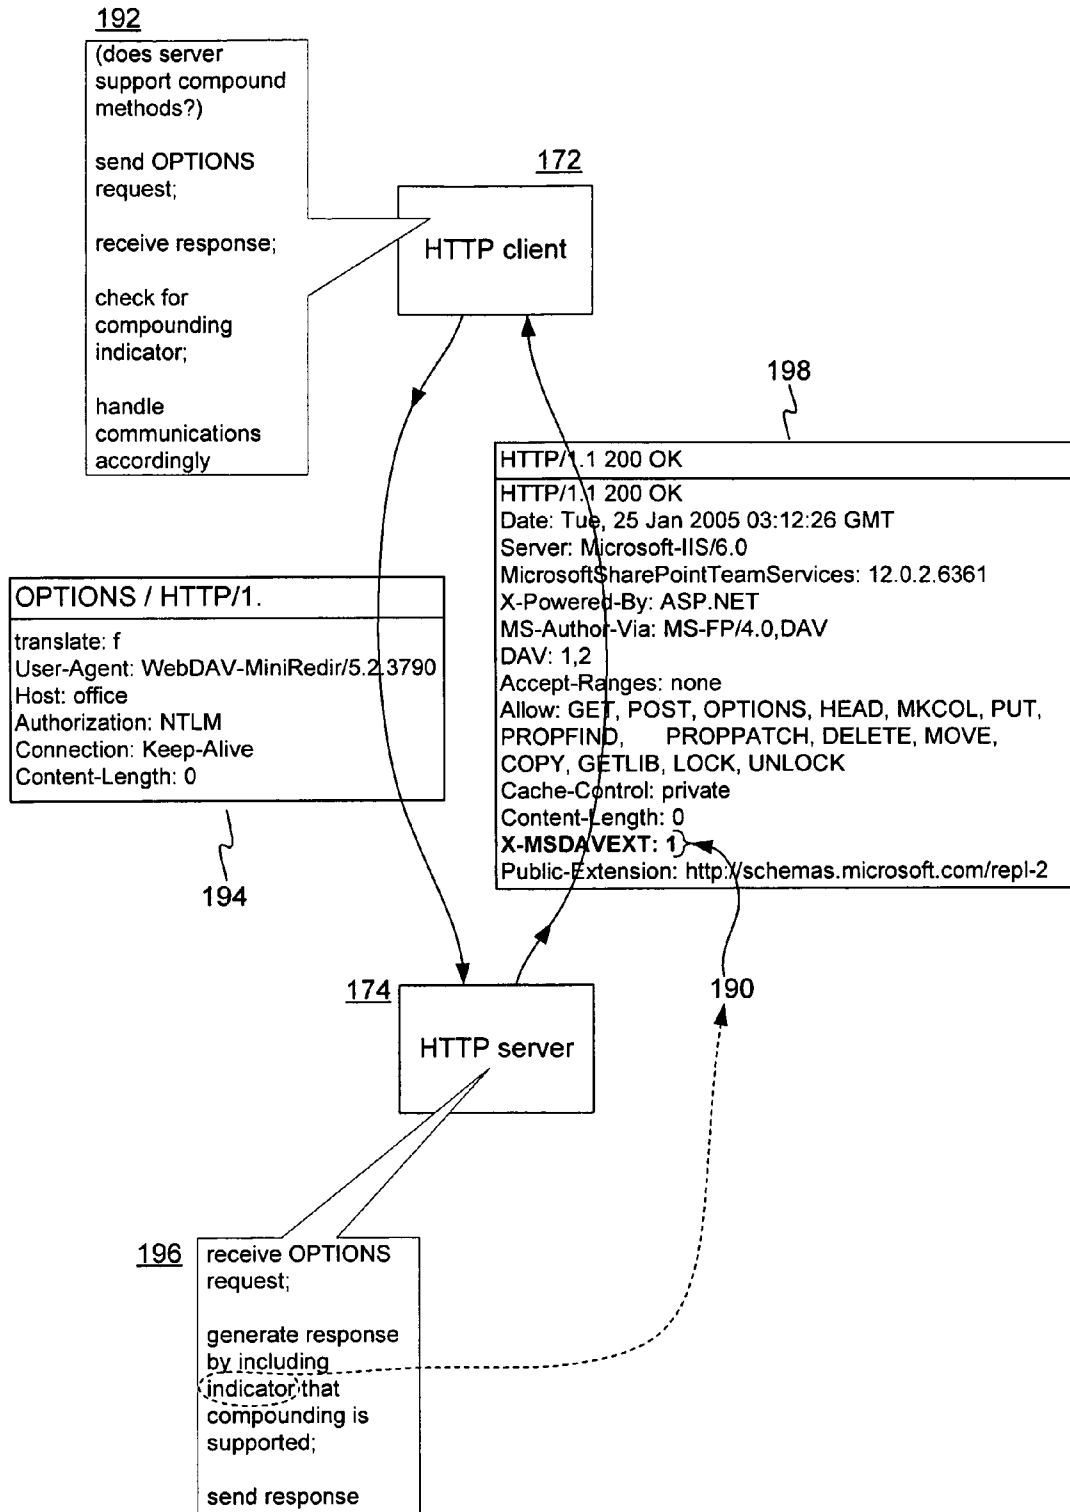 192
(does server
support compound
methods?)
send OPTIONS
request;
receive response;
check for
compounding
indicator;
handle
communications
accordingly
172
HTTP client
198
HTTP/1.1 200 OK
HTTP/1.1 200 OK
Date: Tue, 25 Jan 2005 03:12:26 GMT
Server: Microsoft-IIS/6.0
MicrosoftSharePointTeamServices: 12.0.2.6361
X-Powered-By: ASP.NET
MS-Author-Via: MS-FP/4.0,DAV
DAV: 1,2
Accept-Ranges: none
Allow: GET, POST, OPTIONS, HEAD, MKCOL, PUT,
PROPFIND, PROPPATCH, DELETE, MOVE,
COPY, GETLIB, LOCK, UNLOCK
Cache-Control: private
Content-Length: 0
X-MSDAVEXT: 1
Public-Extension: http://schemas.microsoft.com/repl-2
OPTIONS / HTTP/1.
translate: f
User-Agent: WebDAV-MiniRedir/5.2.3790
Host: office
Authorization: NTLM
Connection: Keep-Alive
Content-Length: 0
194
190
174
HTTP server
196
receive OPTIONS
request;
generate response
by including
indicator that
compounding is
supported;
send response